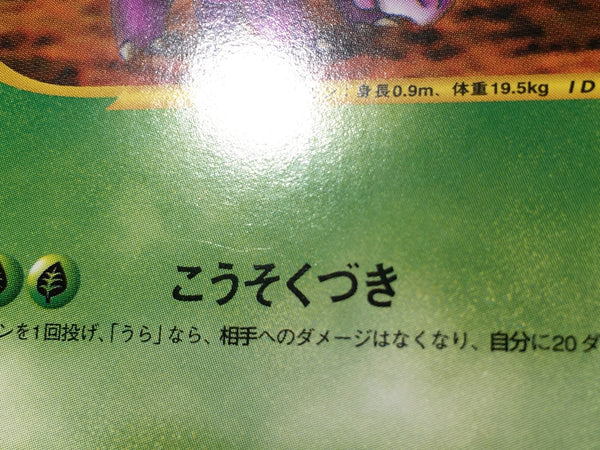 身長0.9m、体重19.5kg ID
こうそくづき
ンを1回投げ、「うら」なら、相手へのダメージはなくなり、自分に20ダ